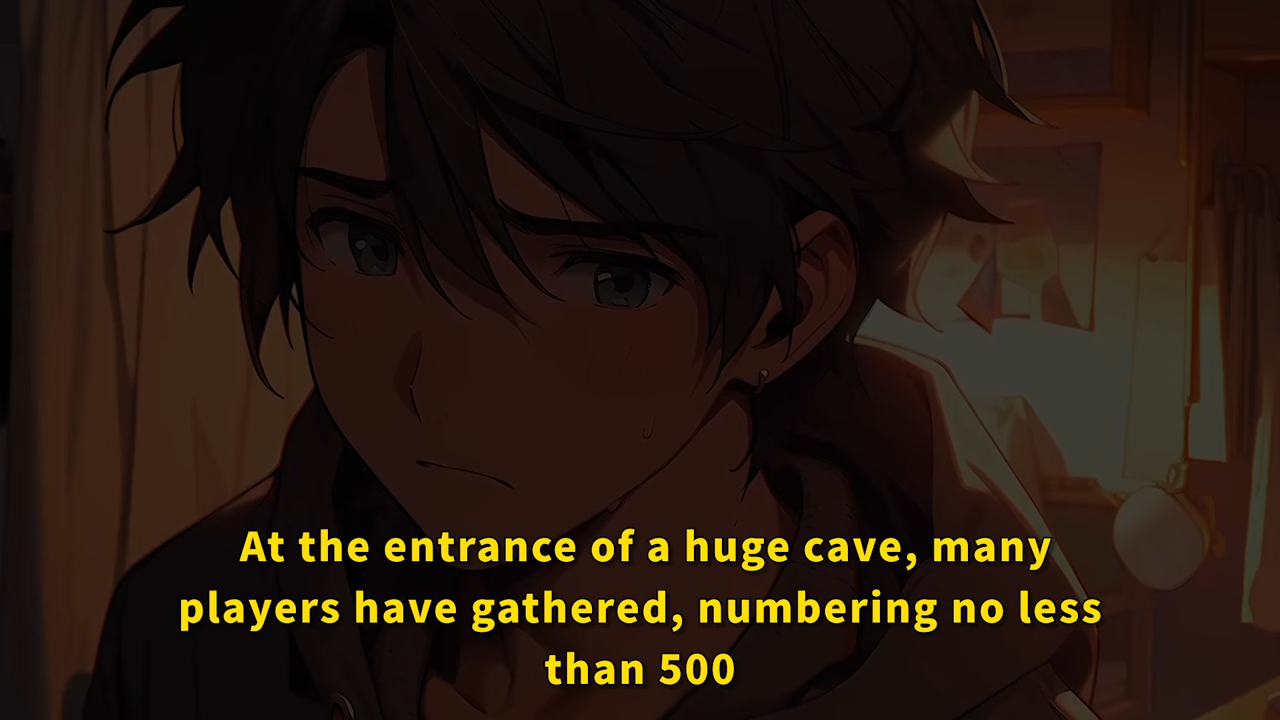 At the entrance of a huge cave, many
players have gathered, numbering no less
than 500